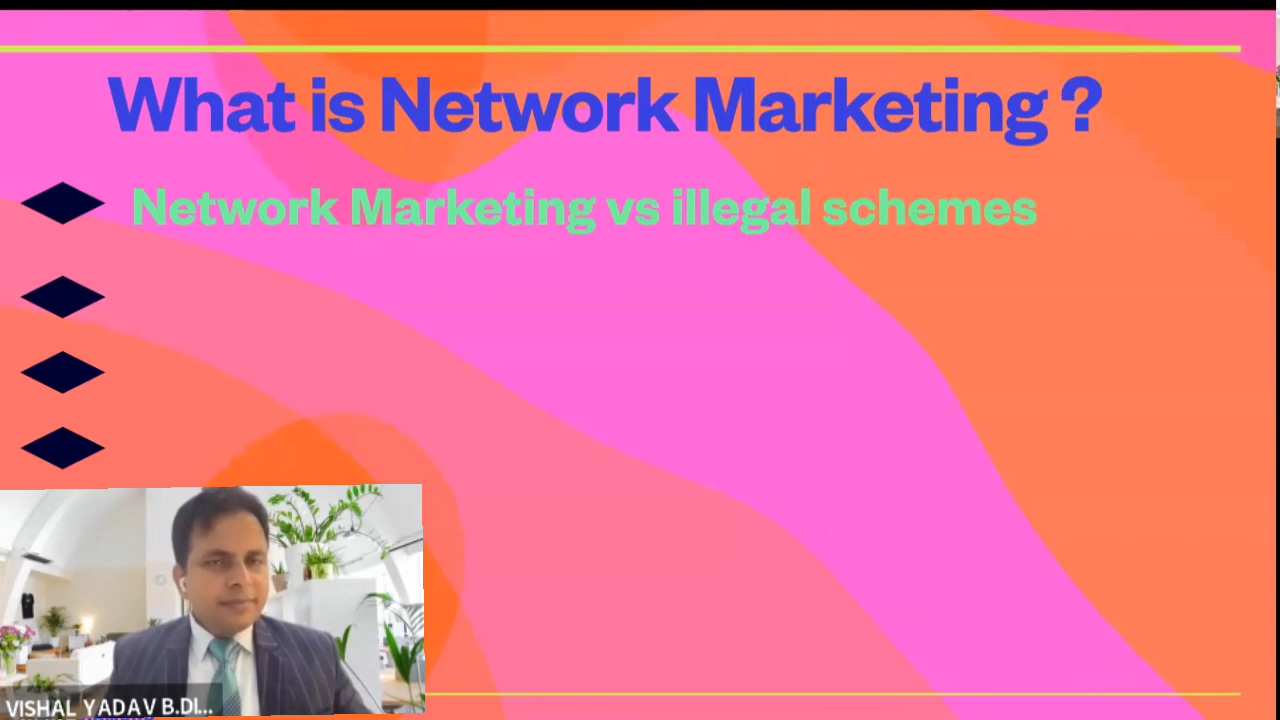 What is Network Marketing ?
Network Marketing vs illegal schemes
VISHAL YADAV B.DI...